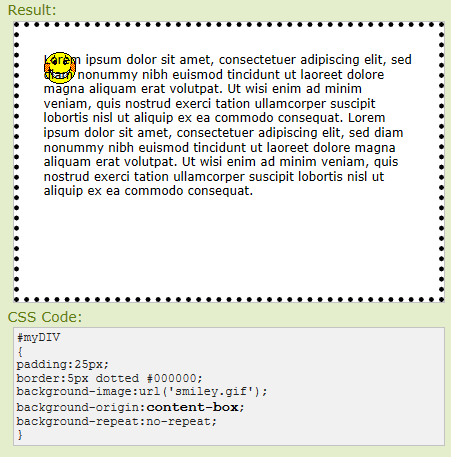 Result:
Lorem ipsum dolor sit amet, consectetuer adipiscing elit, sed
diam nonummy nibh euismod tincidunt ut laoreet dolore
magna aliquam erat volutpat. Ut wisi enim ad minim
veniam, quis nostrud exerci tation ullamcorper suscipit
lobortis nisl ut aliquip ex ea commodo consequat. Lorem
ipsum dolor sit amet, consectetuer adipiscing elit, sed diam
nonummy nibh euismod tincidunt ut laoreet dolore magna
aliquam erat volutpat. Ut wisi enim ad minim veniam, quis
nostrud exerci tation ullamcorper suscipit lobortis nisl ut
aliquip ex ea commodo consequat.
CSS Code:
#myDIV
{
padding:25px;
border:5px dotted #000000;
background-image:url('smiley.gif');
background-origin:content-box;
background-repeat:no-repeat;
}